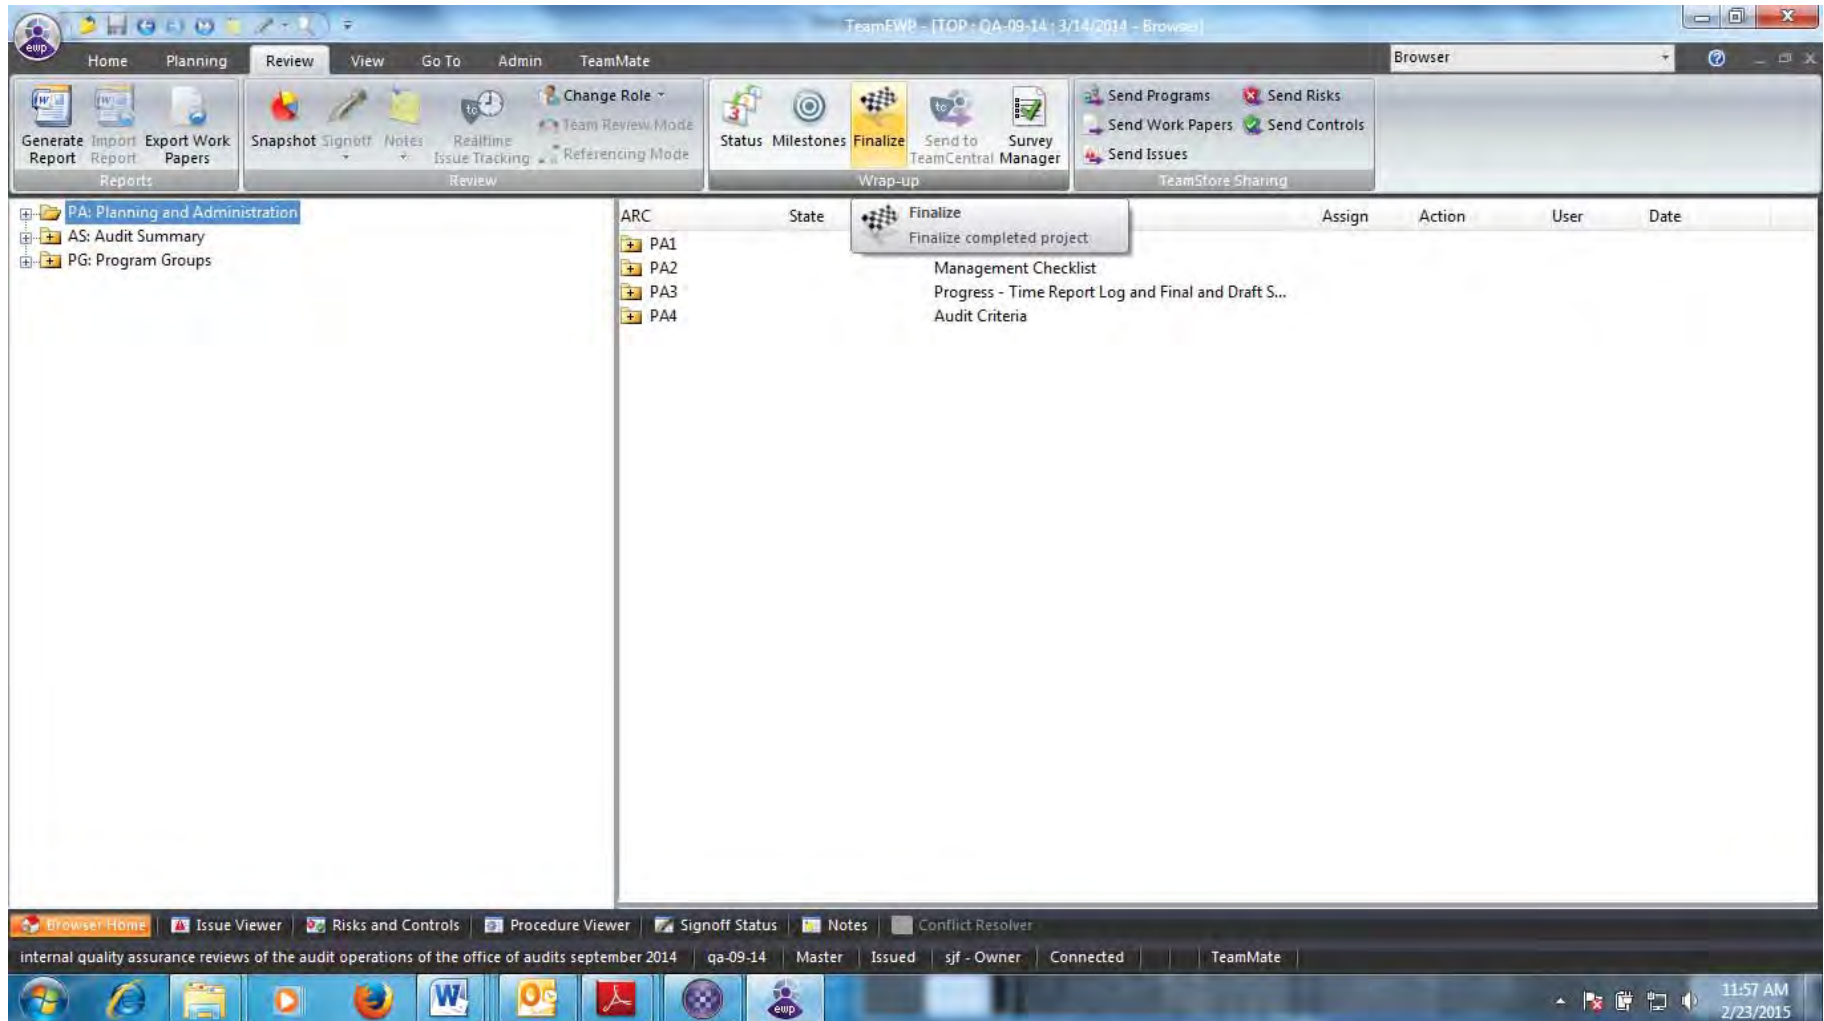 TeamEWP - [TOP : QA-09-14 : 3/14/2014 - Browser]
ewp
Home Planning Review View Go To Admin TeamMate
Browser
Generate Report
Import Report
Export Work Papers
Reports
Snapshot
Signoff
Notes
Realtime Issue Tracking
Change Role
Team Review Mode
Referencing Mode
Review
Status
Milestones
Finalize
Send to TeamCentral
Survey Manager
Wrap-up
Send Programs
Send Risks
Send Work Papers
Send Controls
Send Issues
TeamStore Sharing
PA: Planning and Administration
AS: Audit Summary
PG: Program Groups
ARC State Assign Action User Date
Finalize
Finalize completed project
PA1
PA2 Management Checklist
PA3 Progress - Time Report Log and Final and Draft S...
PA4 Audit Criteria
Browser Home Issue Viewer Risks and Controls Procedure Viewer Signoff Status Notes Conflict Resolver
internal quality assurance reviews of the audit operations of the office of audits september 2014 qa-09-14 Master Issued sjf - Owner Connected TeamMate
ewp
11:57 AM
2/23/2015